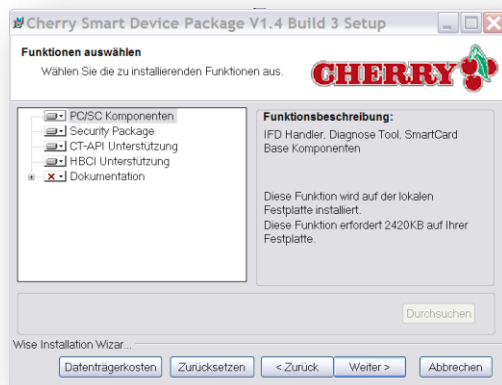 Cherry Smart Device Package V1.4 Build 3 Setup
Funktionen auswählen
Wählen Sie die zu installierenden Funktionen aus.
CHERRY
PC/SC Komponenten
Security Package
CT-API Unterstützung
HBCI Unterstützung
Dokumentation
Funktionsbeschreibung:
IFD Handler, Diagnose Tool, SmartCard
Base Komponenten
Diese Funktion wird auf der lokalen
Festplatte installiert.
Diese Funktion erfordert 2420KB auf Ihrer
Festplatte.
Durchsuchen
Wise Installation Wizar...
Datenträgerkosten
Zurücksetzen
< Zurück
Weiter >
Abbrechen